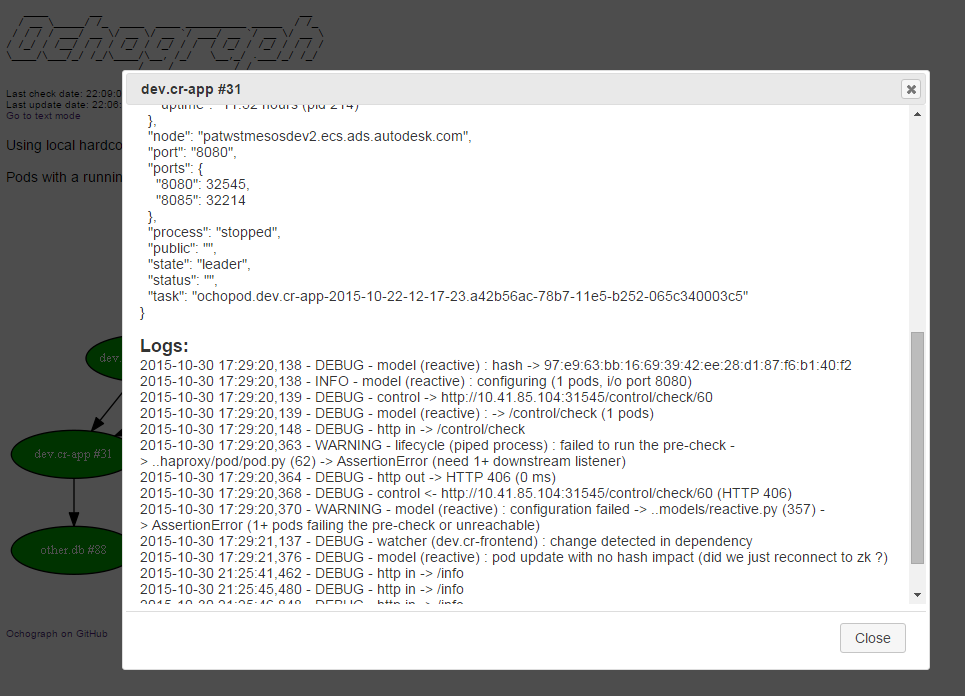 Last check date: 22:09:0
Last update date: 22:06:
Go to text mode
Using local hardco
Pods with a runnin
dev.
dev.cr-app #31
other.db #88
Ochograph on GitHub
dev.cr-app #31
"uptime": "11.52 hours (pid 214)"
},
"node": "patwstmesosdev2.ecs.ads.autodesk.com",
"port": "8080",
"ports": {
"8080": 32545,
"8085": 32214
},
"process": "stopped",
"public": "",
"state": "leader",
"status": "",
"task": "ochopod.dev.cr-app-2015-10-22-12-17-23.a42b56ac-78b7-11e5-b252-065c340003c5"
}
Logs:
2015-10-30 17:29:20,138 - DEBUG - model (reactive) : hash -> 97:e9:63:bb:16:69:39:42:ee:28:d1:87:f6:b1:40:f2
2015-10-30 17:29:20,138 - INFO - model (reactive) : configuring (1 pods, i/o port 8080)
2015-10-30 17:29:20,139 - DEBUG - control -> http://10.41.85.104:31545/control/check/60
2015-10-30 17:29:20,139 - DEBUG - model (reactive) : -> /control/check (1 pods)
2015-10-30 17:29:20,148 - DEBUG - http in -> /control/check
2015-10-30 17:29:20,363 - WARNING - lifecycle (piped process) : failed to run the pre-check -
> ..haproxy/pod/pod.py (62) -> AssertionError (need 1+ downstream listener)
2015-10-30 17:29:20,364 - DEBUG - http out -> HTTP 406 (0 ms)
2015-10-30 17:29:20,368 - DEBUG - control <- http://10.41.85.104:31545/control/check/60 (HTTP 406)
2015-10-30 17:29:20,370 - WARNING - model (reactive) : configuration failed -> ..models/reactive.py (357) -
> AssertionError (1+ pods failing the pre-check or unreachable)
2015-10-30 17:29:21,137 - DEBUG - watcher (dev.cr-frontend) : change detected in dependency
2015-10-30 17:29:21,376 - DEBUG - model (reactive) : pod update with no hash impact (did we just reconnect to zk ?)
2015-10-30 21:25:41,462 - DEBUG - http in -> /info
2015-10-30 21:25:45,480 - DEBUG - http in -> /info
2015-10-30 21:25:46,848 - DEBUG - http in -> /info
Close